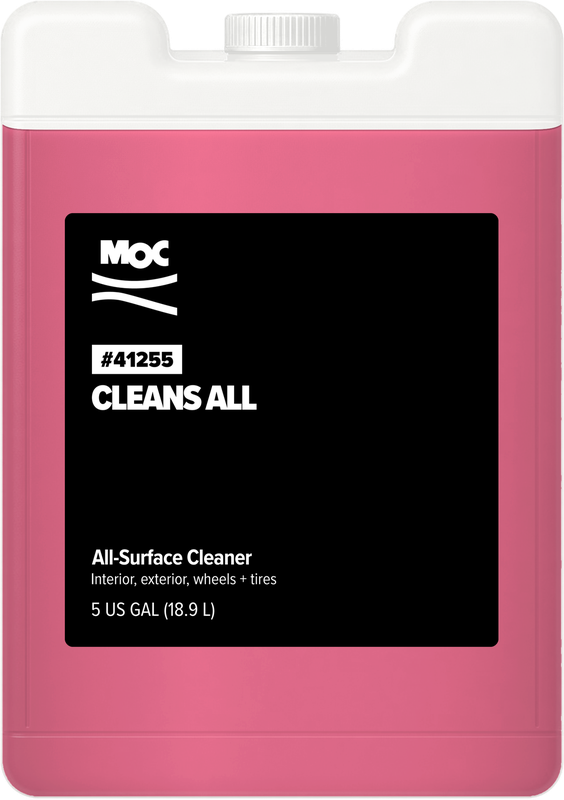 MOC
#41255
CLEANS ALL
All-Surface Cleaner
Interior, exterior, wheels + tires
5 US GAL (18.9 L)